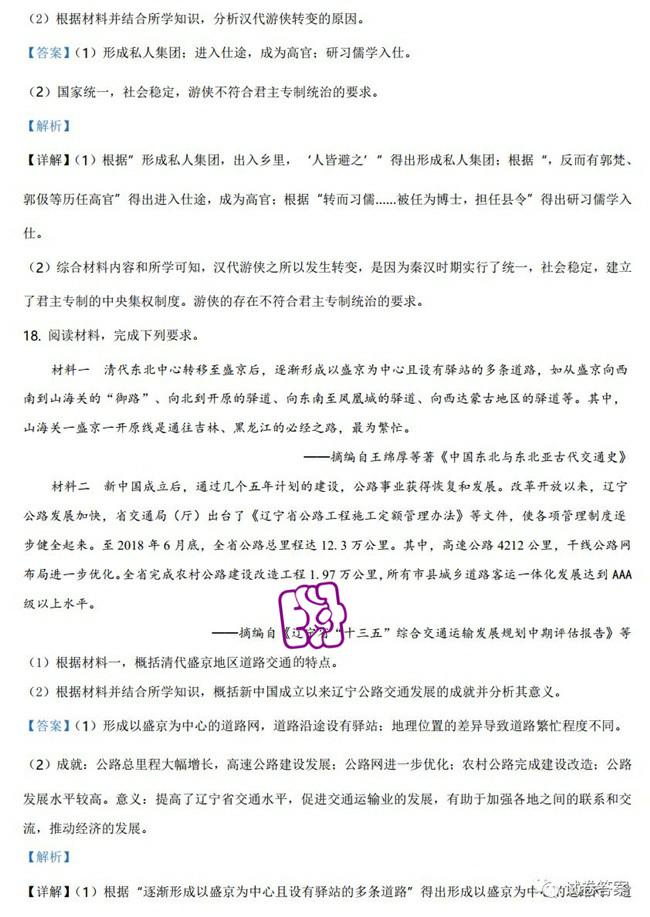 （2）根据材料并结合所学知识，分析汉代游侠转变的原因。
【答案】（1）形成私人集团；进入仕途，成为高官；研习儒学入仕。
（2）国家统一，社会稳定，游侠不符合君主专制统治的要求。
【解析】
【详解】（1）根据"形成私人集团，出入乡里，‘人皆避之’"得出形成私人集团；根据"，反而有郭梵、
郭伋等历任高官"得出进入仕途，成为高官；根据"转而习儒......被任为博士，担任县令"得出研习儒学入
仕。
（2）综合材料内容和所学可知，汉代游侠之所以发生转变，是因为秦汉时期实行了统一，社会稳定，建立
了君主专制的中央集权制度。游侠的存在不符合君主专制统治的要求。
18. 阅读材料，完成下列要求。
材料一 清代东北中心转移至盛京后，逐渐形成以盛京为中心且设有驿站的多条道路，如从盛京向西
南到山海关的“御路”、向北到开原的驿道、向东南至凤凰城的驿道、向西达蒙古地区的驿道等。其中，
山海关一盛京一开原线是通往吉林、黑龙江的必经之路，最为繁忙。
——摘编自王绵厚等著《中国东北与东北亚古代交通史》
材料二 新中国成立后，通过几个五年计划的建设，公路事业获得恢复和发展。改革开放以来，辽宁
公路发展加快，省交通局（厅）出台了《辽宁省公路工程施工定额管理办法》等文件，使各项管理制度逐
步健全起来。至 2018 年 6 月底，全省公路总里程达 12.3 万公里。其中，高速公路 4212 公里，干线公路网
布局进一步优化。全省完成农村公路建设改造工程 1.97 万公里，所有市县城乡道路客运一体化发展达到 AAA
级以上水平。
——摘编自《辽宁省“十三五”综合交通运输发展规划中期评估报告》等
（1）根据材料一，概括清代盛京地区道路交通的特点。
（2）根据材料并结合所学知识，概括新中国成立以来辽宁公路交通发展的成就并分析其意义。
【答案】（1）形成以盛京为中心的道路网，道路沿途设有驿站；地理位置的差异导致道路繁忙程度不同。
（2）成就：公路总里程大幅增长，高速公路建设发展；公路网进一步优化；农村公路完成建设改造；公路
发展水平较高。意义：提高了辽宁省交通水平，促进交通运输业的发展，有助于加强各地之间的联系和交
流，推动经济的发展。
【解析】
【详解】（1）根据"逐渐形成以盛京为中心且设有驿站的多条道路"得出形成以盛京为中心的道路网，道
试卷答案